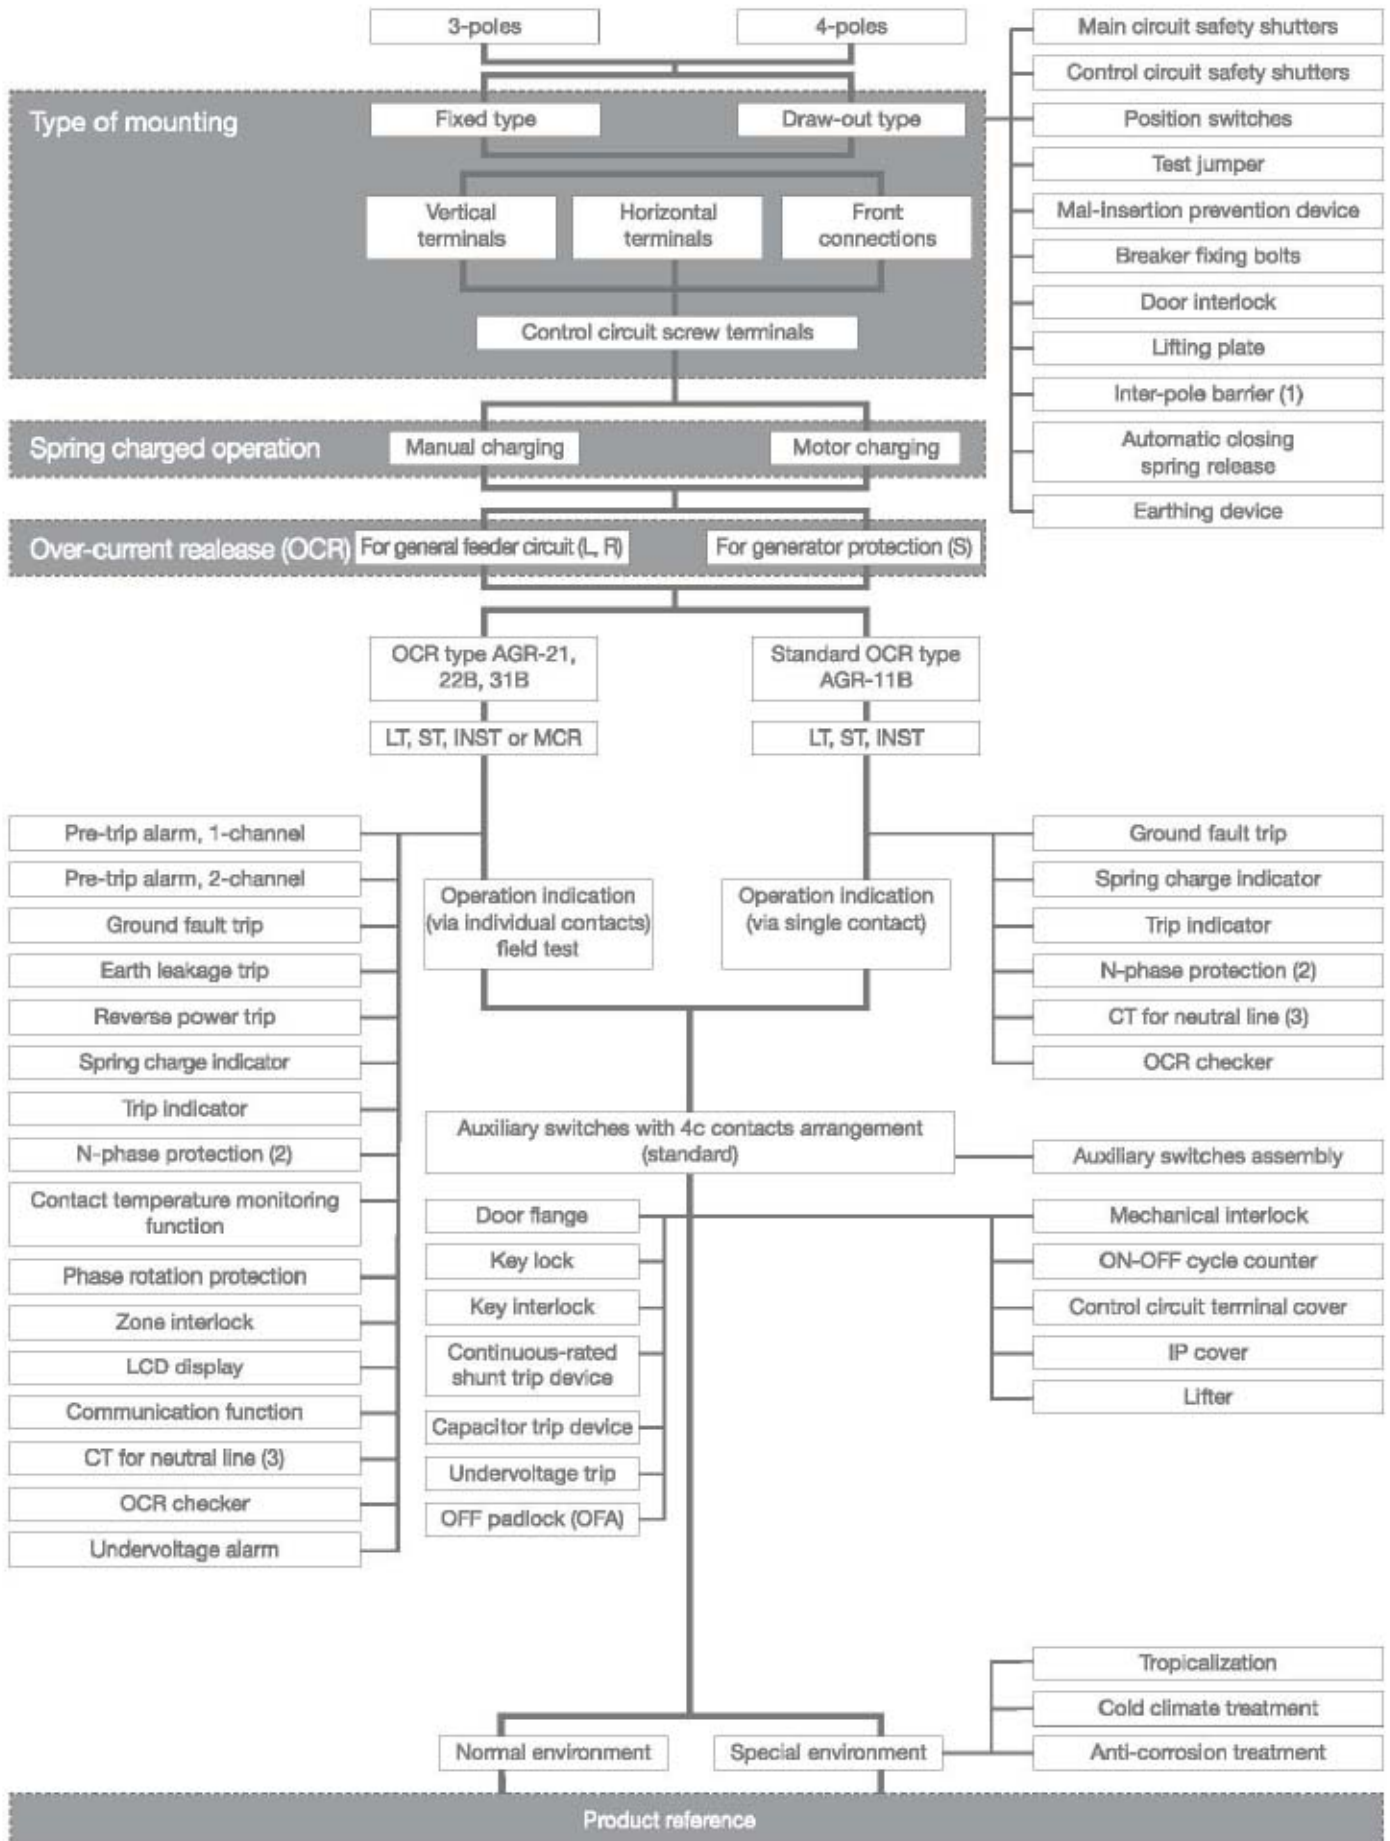 3-poles
4-poles
Main circuit safety shutters
Control circuit safety shutters
Type of mounting
Fixed type
Draw-out type
Position switches
Test jumper
Mal-insertion prevention device
Vertical
terminals
Horizontal
terminals
Front
connections
Breaker fixing bolts
Door interlock
Control circuit screw terminals
Lifting plate
Inter-pole barrier (1)
Spring charged operation
Manual charging
Motor charging
Automatic closing
spring release
Earthing device
Over-current realease (OCR)
For general feeder circuit (L, R)
For generator protection (S)
OCR type AGR-21,
22B, 31B
Standard OCR type
AGR-11B
LT, ST, INST or MCR
LT, ST, INST
Pre-trip alarm, 1-channel
Pre-trip alarm, 2-channel
Ground fault trip
Earth leakage trip
Reverse power trip
Spring charge indicator
Trip indicator
N-phase protection (2)
Contact temperature monitoring
function
Phase rotation protection
Zone interlock
LCD display
Communication function
CT for neutral line (3)
OCR checker
Undervoltage alarm
Operation indication
(via individual contacts)
field test
Operation indication
(via single contact)
Ground fault trip
Spring charge indicator
Trip indicator
N-phase protection (2)
CT for neutral line (3)
OCR checker
Auxiliary switches with 4c contacts arrangement
(standard)
Auxiliary switches assembly
Door flange
Key lock
Key interlock
Continuous-rated
shunt trip device
Capacitor trip device
Undervoltage trip
OFF padlock (OFA)
Mechanical interlock
ON-OFF cycle counter
Control circuit terminal cover
IP cover
Lifter
Tropicalization
Cold climate treatment
Normal environment
Special environment
Anti-corrosion treatment
Product reference